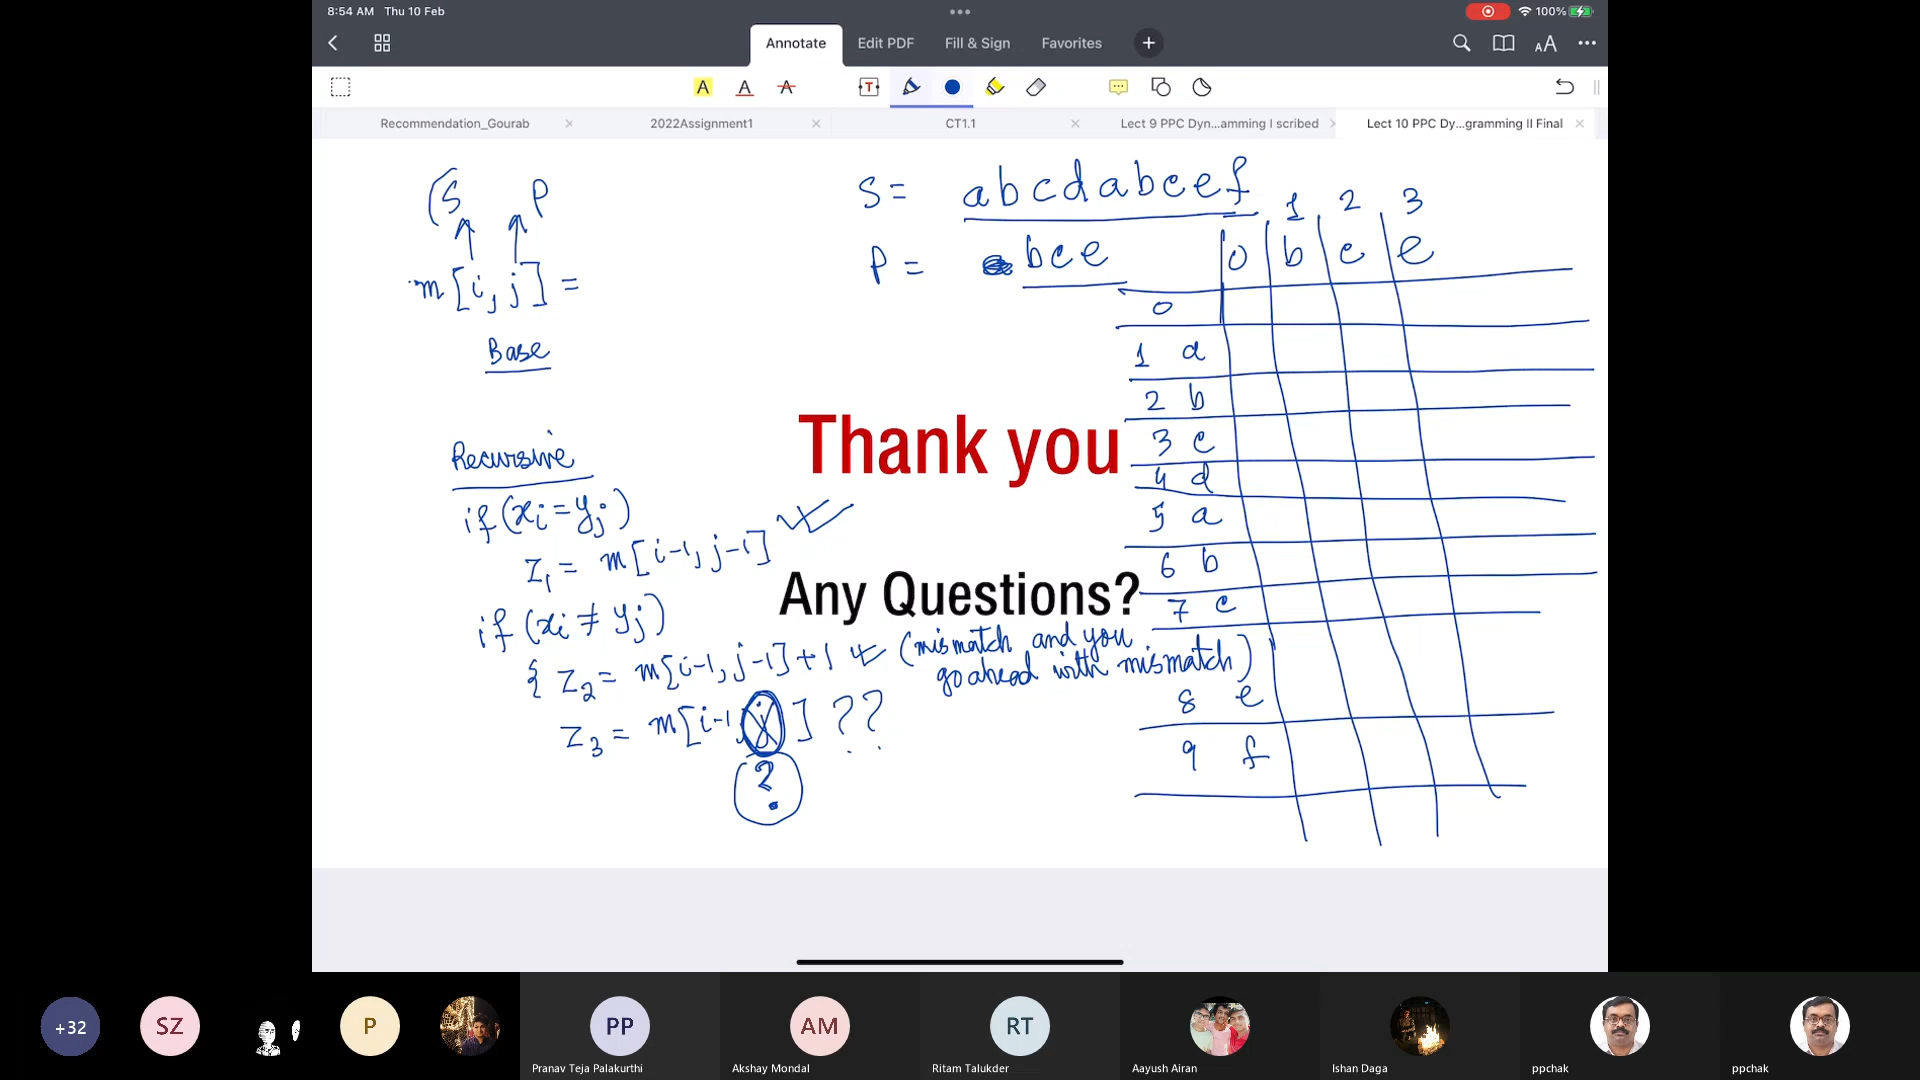 8:54 AM Thu 10 Feb
100%
Annotate Edit PDF Fill & Sign Favorites
Recommendation_Gourab 2022Assignment1 CT1.1 Lect 9 PPC Dyn...amming I scribed Lect 10 PPC Dy...gramming II Final
(S P
m[i, j] =
Base
Recursive
if (xi = yj)
Z1 = m[i-1, j-1]
if (xi ≠ yj)
{ Z2 = m[i-1, j-1] + 1 (mismatch and you
go ahead with mismatch)
Z3 = m[i-1, j] ??
?
S = abcdabceef
P = bce
1 2 3
0 b c e
0
1 a
2 b
3 c
4 d
5 a
6 b
7 c
8 e
9 f
Thank you
Any Questions?
+32 SZ P PP AM RT
Pranav Teja Palakurthi Akshay Mondal Ritam Talukder Aayush Airan Ishan Daga ppchak ppchak